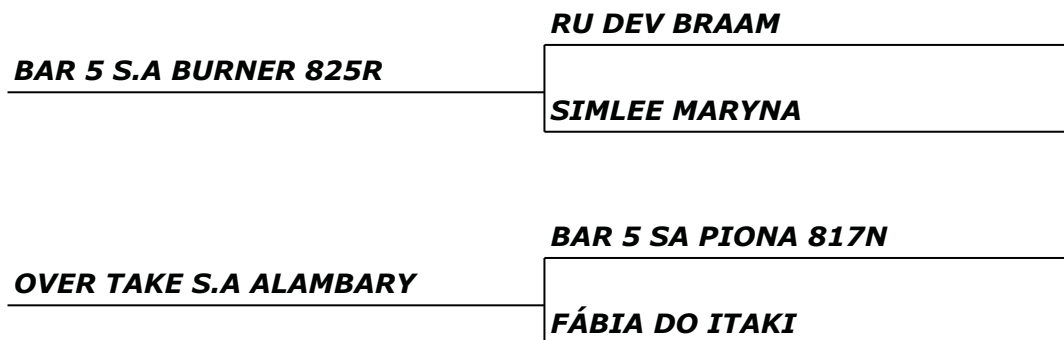 RU DEV BRAAM
BAR 5 S.A BURNER 825R
SIMLEE MARYNA
BAR 5 SA PIONA 817N
OVER TAKE S.A ALAMBARY
FÁBIA DO ITAKI